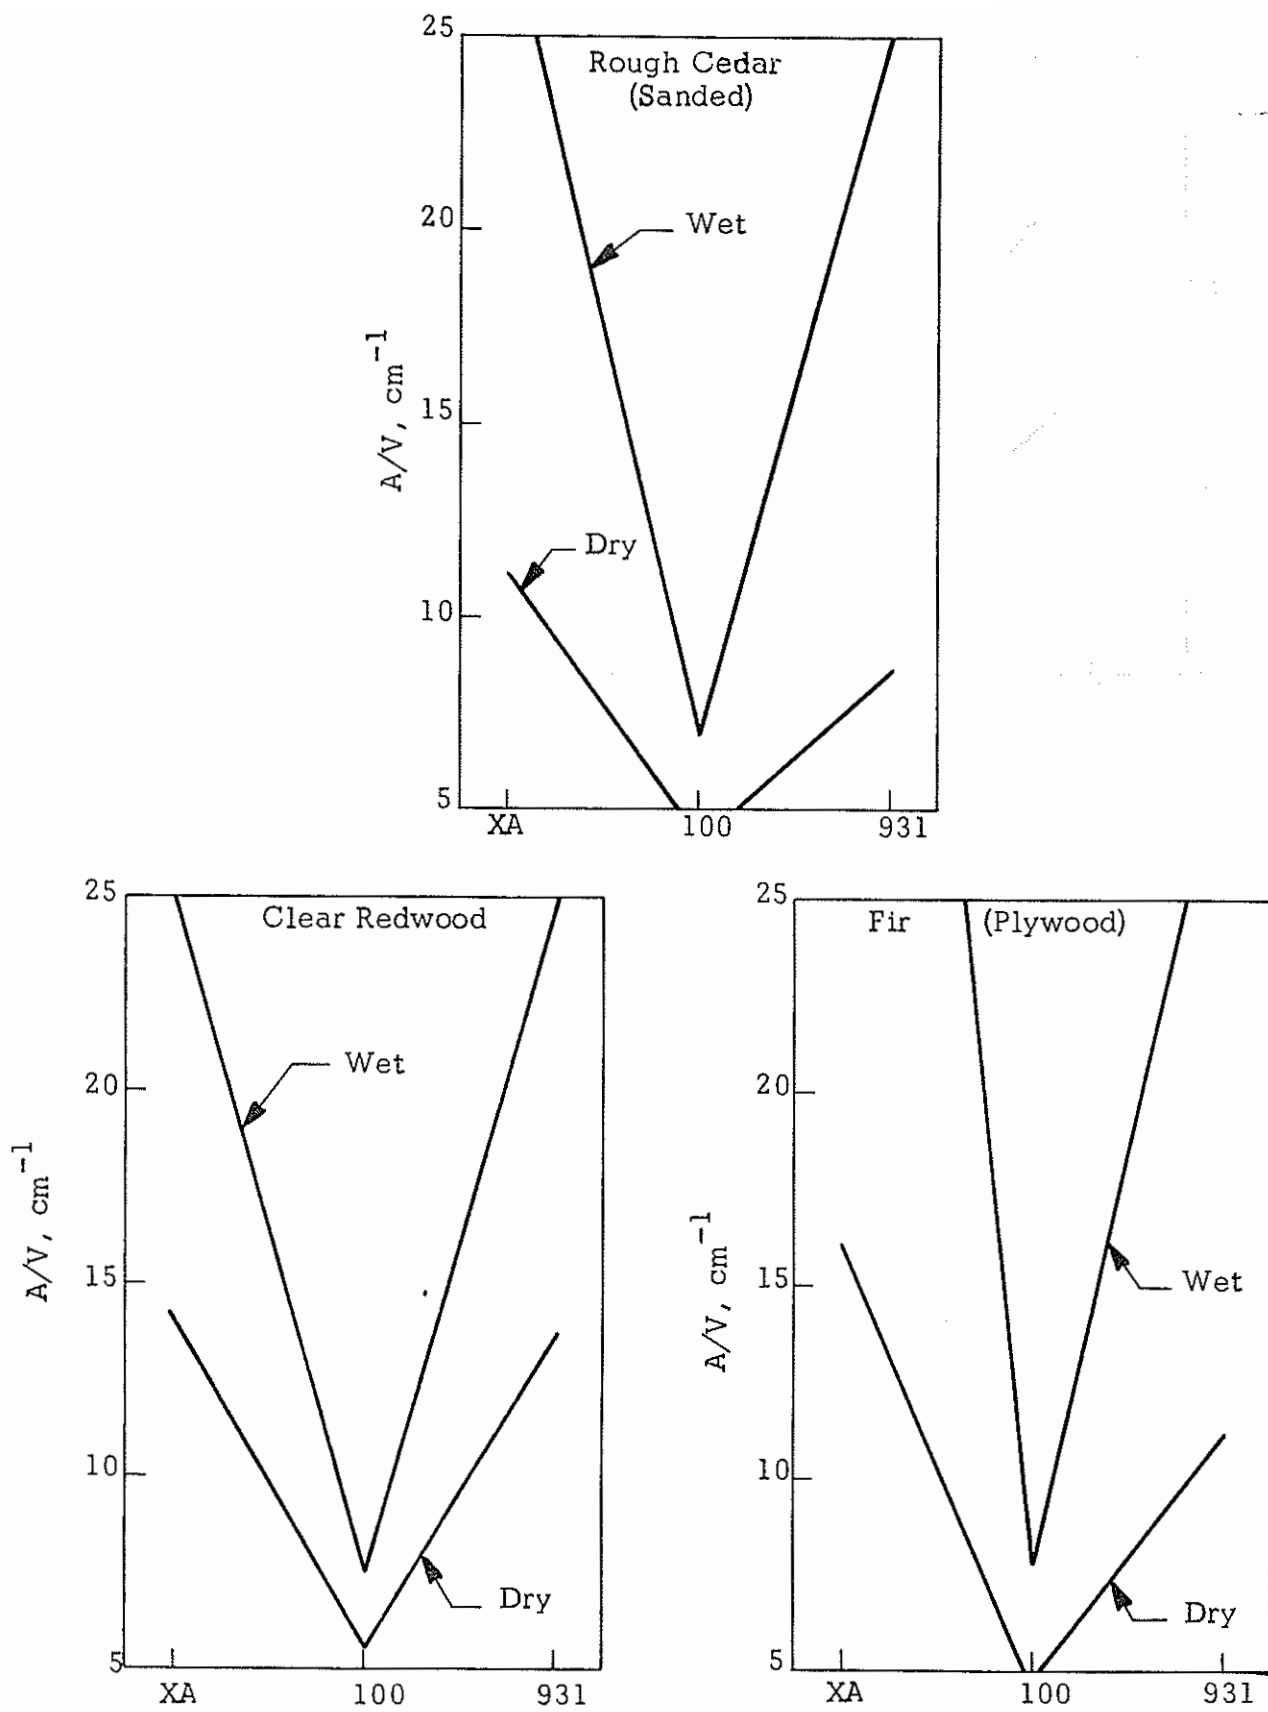 25
Rough Cedar
(Sanded)
20
Wet
A/V, cm⁻¹
15
Dry
10
5
XA 100 931
25
Clear Redwood
Wet
20
A/V, cm⁻¹
15
10
Dry
5
XA 100 931
25
Fir (Plywood)
20
A/V, cm⁻¹
15
Wet
10
Dry
5
XA 100 931